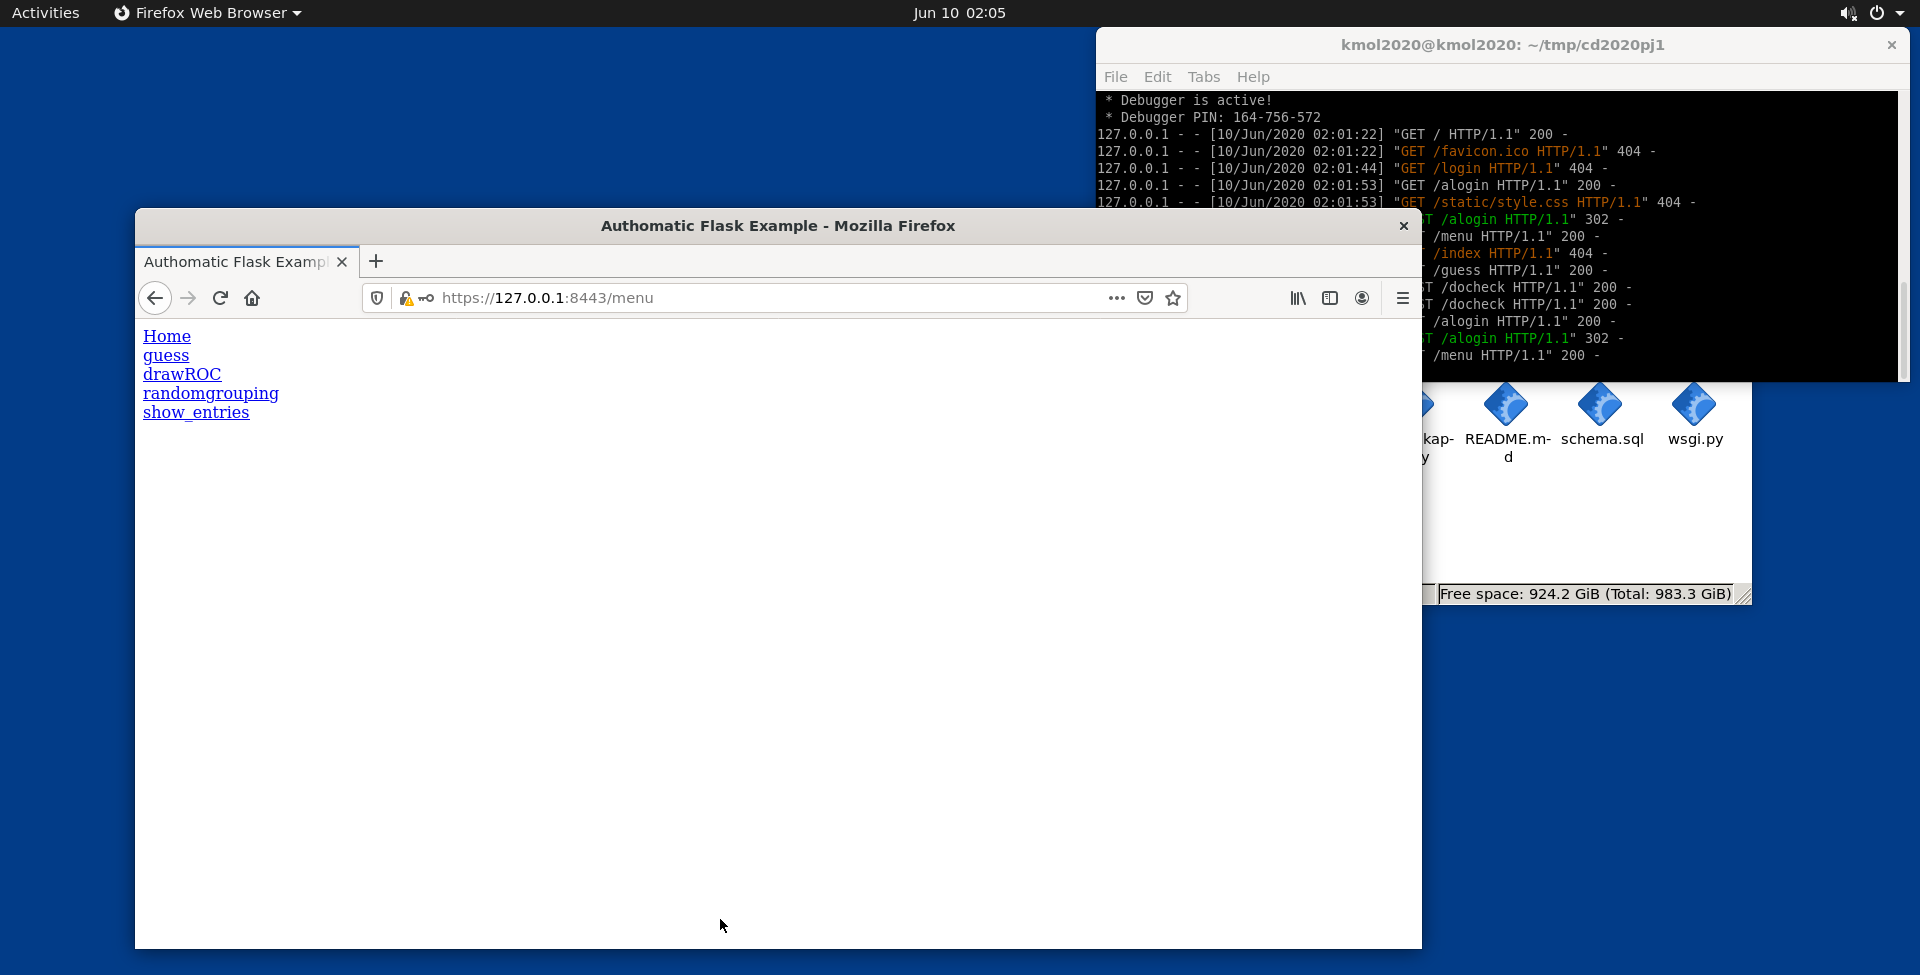 Activities
Firefox Web Browser
Jun 10 02:05
kmol2020@kmol2020: ~/tmp/cd2020pj1
File Edit Tabs Help
* Debugger is active!
* Debugger PIN: 164-756-572
127.0.0.1 - - [10/Jun/2020 02:01:22] "GET / HTTP/1.1" 200 -
127.0.0.1 - - [10/Jun/2020 02:01:22] "GET /favicon.ico HTTP/1.1" 404 -
127.0.0.1 - - [10/Jun/2020 02:01:44] "GET /login HTTP/1.1" 404 -
127.0.0.1 - - [10/Jun/2020 02:01:53] "GET /alogin HTTP/1.1" 200 -
127.0.0.1 - - [10/Jun/2020 02:01:53] "GET /static/style.css HTTP/1.1" 404 -
ST /alogin HTTP/1.1" 302 -
T /menu HTTP/1.1" 200 -
T /index HTTP/1.1" 404 -
T /guess HTTP/1.1" 200 -
ST /docheck HTTP/1.1" 200 -
ST /docheck HTTP/1.1" 200 -
T /alogin HTTP/1.1" 200 -
ST /alogin HTTP/1.1" 302 -
T /menu HTTP/1.1" 200 -
Authomatic Flask Example - Mozilla Firefox
Authomatic Flask Exampl
https://127.0.0.1:8443/menu
Home
guess
drawROC
randomgrouping
show_entries
kap-
y
README.m-
d
schema.sql
wsgi.py
Free space: 924.2 GiB (Total: 983.3 GiB)